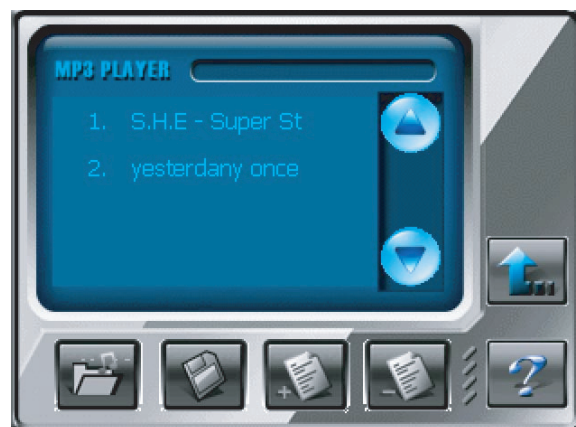 MP3 PLAYER
1. S.H.E - Super St
2. yesterdany once